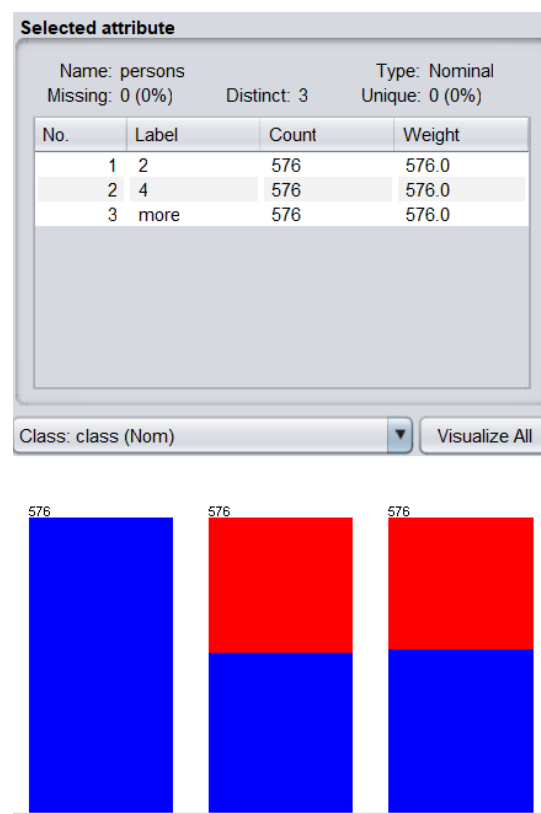 Selected attribute
Name: persons Type: Nominal
Missing: 0 (0%) Distinct: 3 Unique: 0 (0%)
No. Label Count Weight
1 2 576 576.0
2 4 576 576.0
3 more 576 576.0
Class: class (Nom) Visualize All
576 576 576